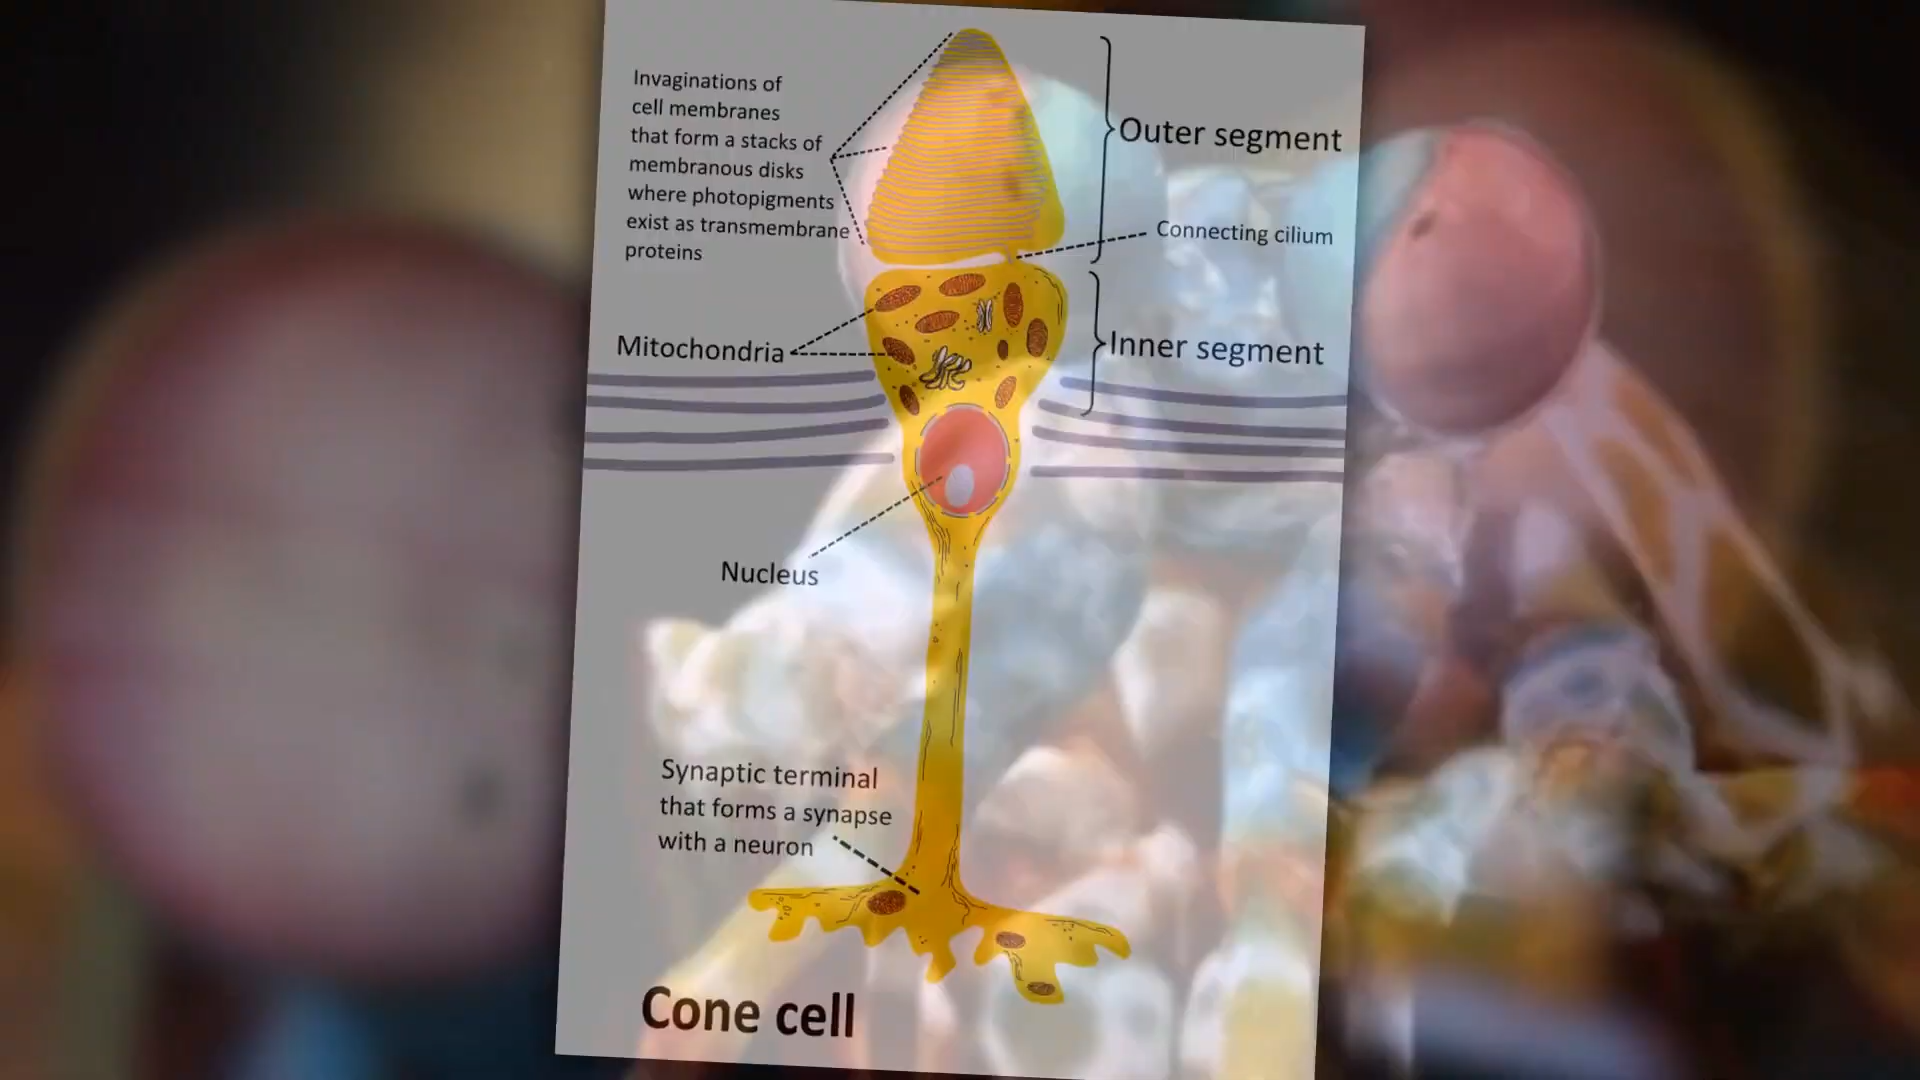 Invaginations of
cell membranes
that form a stacks of
membranous disks
where photopigments
exist as transmembrane
proteins
Outer segment
Connecting cilium
Mitochondria
Inner segment
Nucleus
Synaptic terminal
that forms a synapse
with a neuron
Cone cell